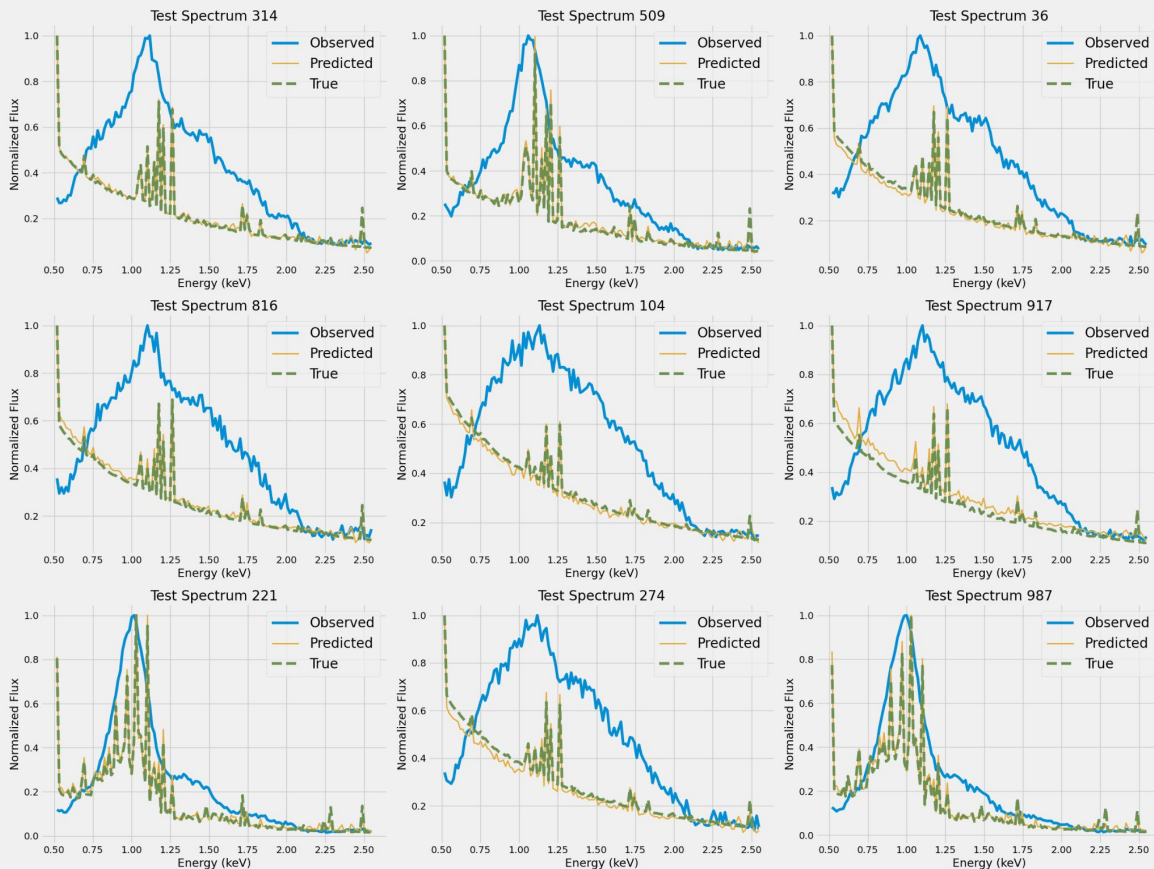 Test Spectrum 314
Normalized Flux
1.0
0.8
0.6
0.4
0.2
Observed
Predicted
True
0.50 0.75 1.00 1.25 1.50 1.75 2.00 2.25 2.50
Energy (keV)
Test Spectrum 509
Normalized Flux
1.0
0.8
0.6
0.4
0.2
0.0
Observed
Predicted
True
0.50 0.75 1.00 1.25 1.50 1.75 2.00 2.25 2.50
Energy (keV)
Test Spectrum 36
Normalized Flux
1.0
0.8
0.6
0.4
0.2
Observed
Predicted
True
0.50 0.75 1.00 1.25 1.50 1.75 2.00 2.25 2.50
Energy (keV)
Test Spectrum 816
Normalized Flux
1.0
0.8
0.6
0.4
0.2
Observed
Predicted
True
0.50 0.75 1.00 1.25 1.50 1.75 2.00 2.25 2.50
Energy (keV)
Test Spectrum 104
Normalized Flux
1.0
0.8
0.6
0.4
0.2
Observed
Predicted
True
0.50 0.75 1.00 1.25 1.50 1.75 2.00 2.25 2.50
Energy (keV)
Test Spectrum 917
Normalized Flux
1.0
0.8
0.6
0.4
0.2
Observed
Predicted
True
0.50 0.75 1.00 1.25 1.50 1.75 2.00 2.25 2.50
Energy (keV)
Test Spectrum 221
Normalized Flux
1.0
0.8
0.6
0.4
0.2
0.0
Observed
Predicted
True
0.50 0.75 1.00 1.25 1.50 1.75 2.00 2.25 2.50
Energy (keV)
Test Spectrum 274
Normalized Flux
1.0
0.8
0.6
0.4
0.2
Observed
Predicted
True
0.50 0.75 1.00 1.25 1.50 1.75 2.00 2.25 2.50
Energy (keV)
Test Spectrum 987
Normalized Flux
1.0
0.8
0.6
0.4
0.2
0.0
Observed
Predicted
True
0.50 0.75 1.00 1.25 1.50 1.75 2.00 2.25 2.50
Energy (keV)